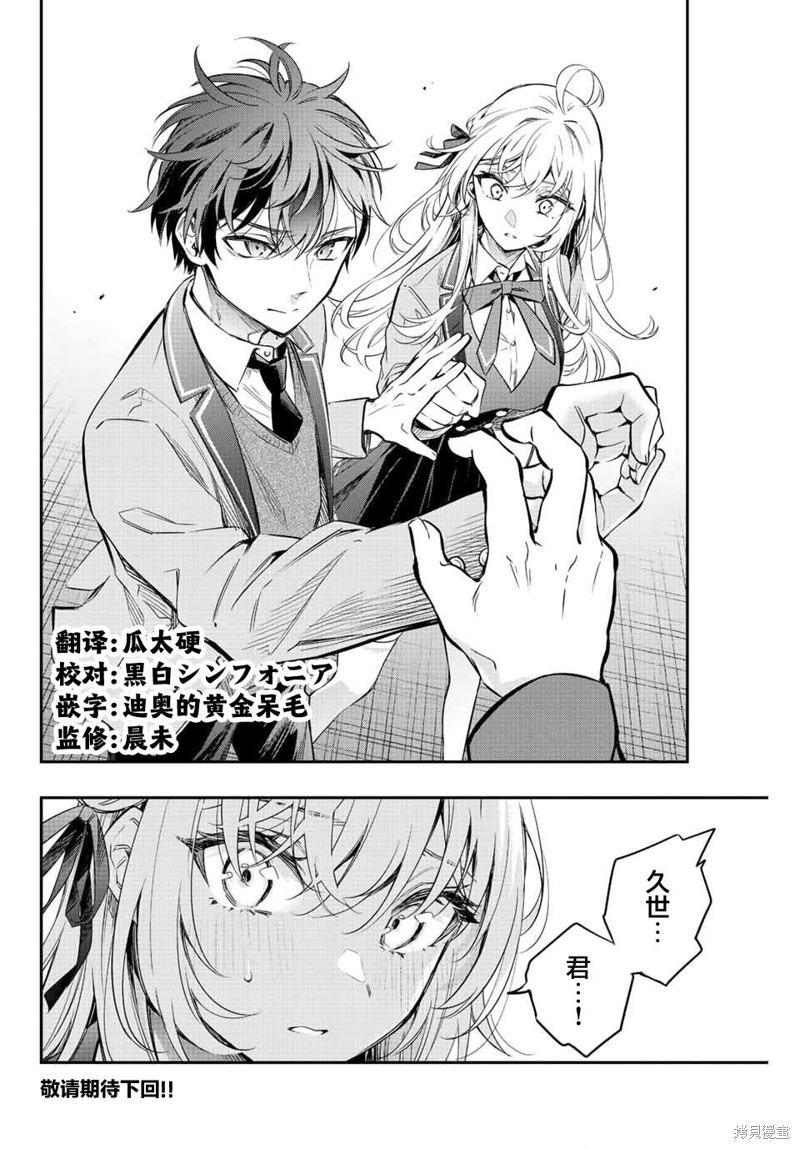 翻译:瓜太硬
校对:黑白シンフォニア
嵌字:迪奥的黄金呆毛
监修:晨未
久世…
君…!
敬请期待下回!!
拷貝漫畫